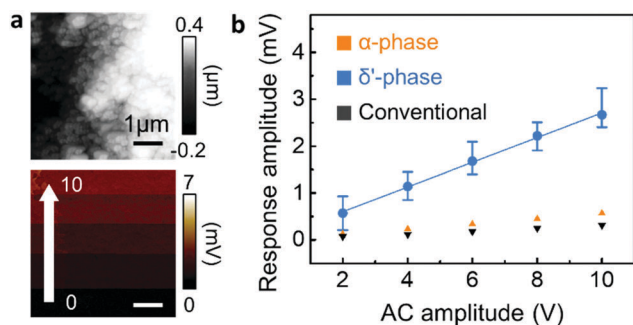 a
0.4
(μm)
1μm
-0.2
10
7
(mV)
0
0
b
Response amplitude (mV)
4
3
2
1
0
α-phase
δ'-phase
Conventional
2 4 6 8 10
AC amplitude (V)